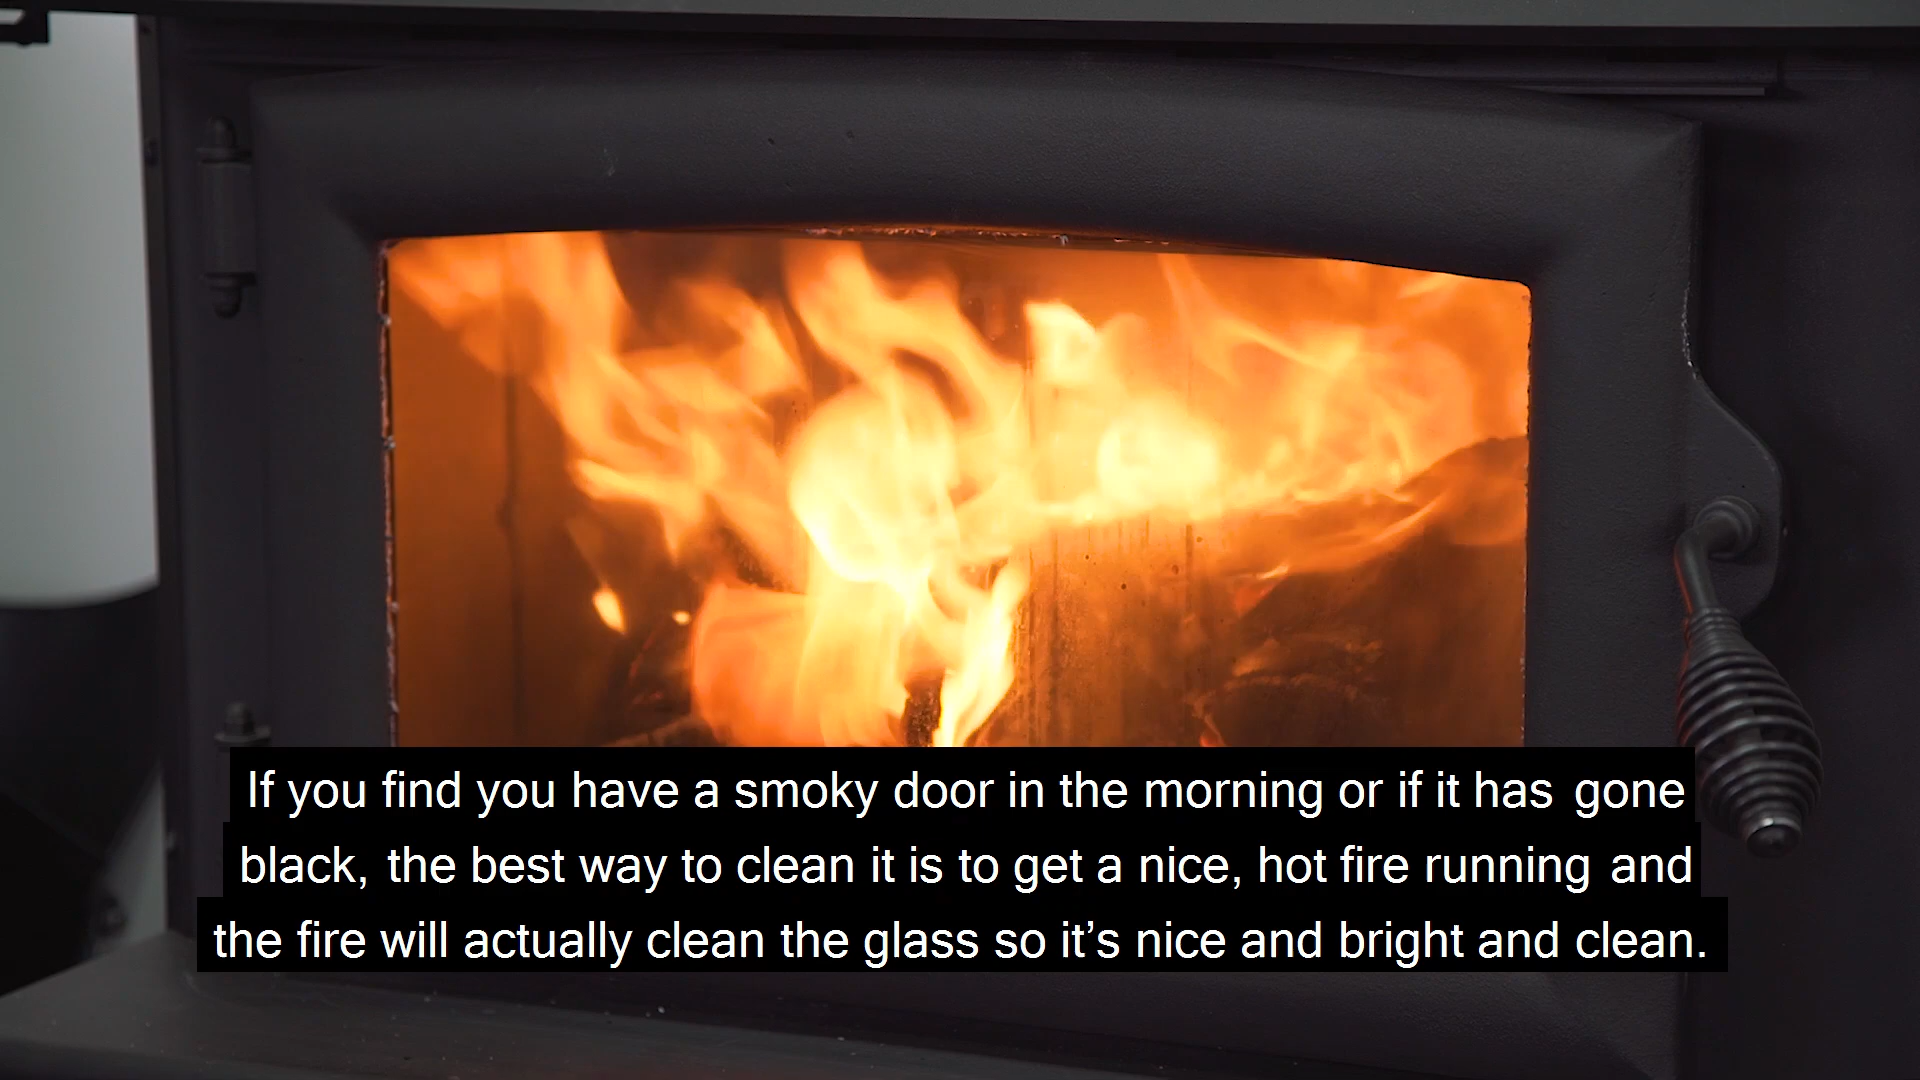 If you find you have a smoky door in the morning or if it has gone
black, the best way to clean it is to get a nice, hot fire running and
the fire will actually clean the glass so it’s nice and bright and clean.